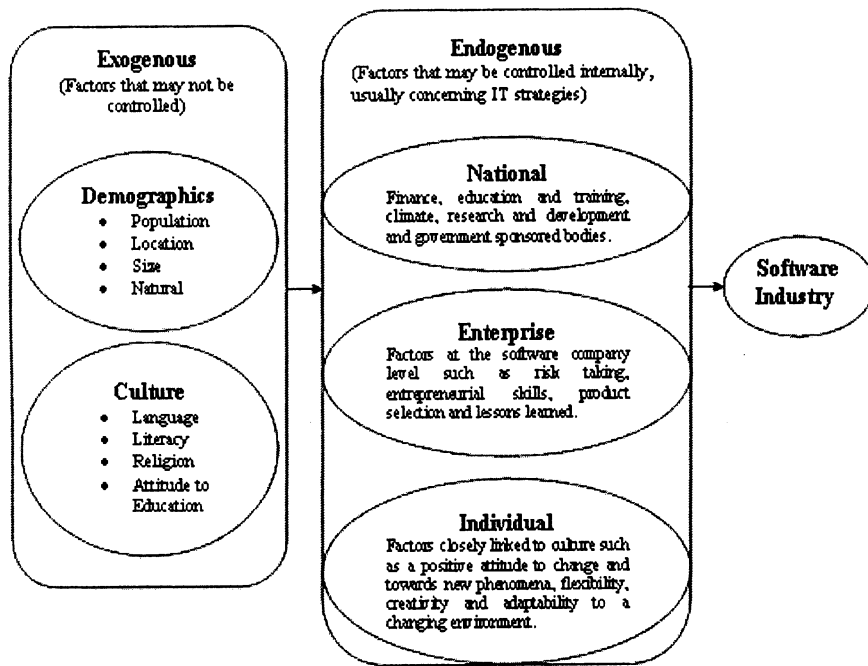 Exogenous
(Factors that may not be
controlled)
Demographics
• Population
• Location
• Size
• Natural
Culture
• Language
• Literacy
• Religion
• Attitude to
Education
Endogenous
(Factors that may be controlled internally,
usually concerning IT strategies)
National
Finance, education and training,
climate, research and development
and government sponsored bodies.
Enterprise
Factors at the software company
level such as risk taking,
entrepreneurial skills, product
selection and lessons learned.
Individual
Factors closely linked to culture such
as a positive attitude to change and
towards new phenomena, flexibility,
creativity and adaptability to a
changing environment.
Software
Industry